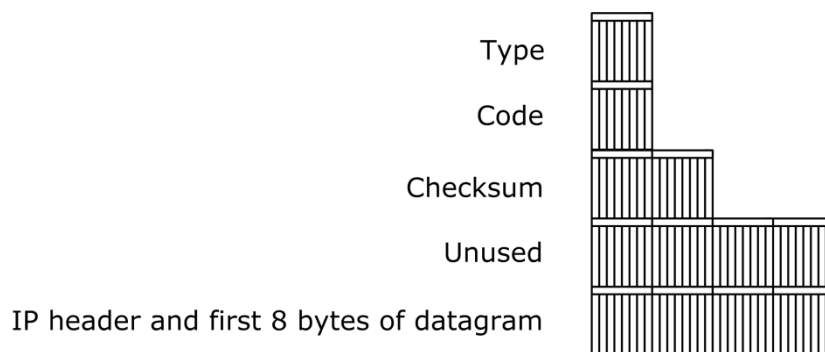 Type
Code
Checksum
Unused
IP header and first 8 bytes of datagram